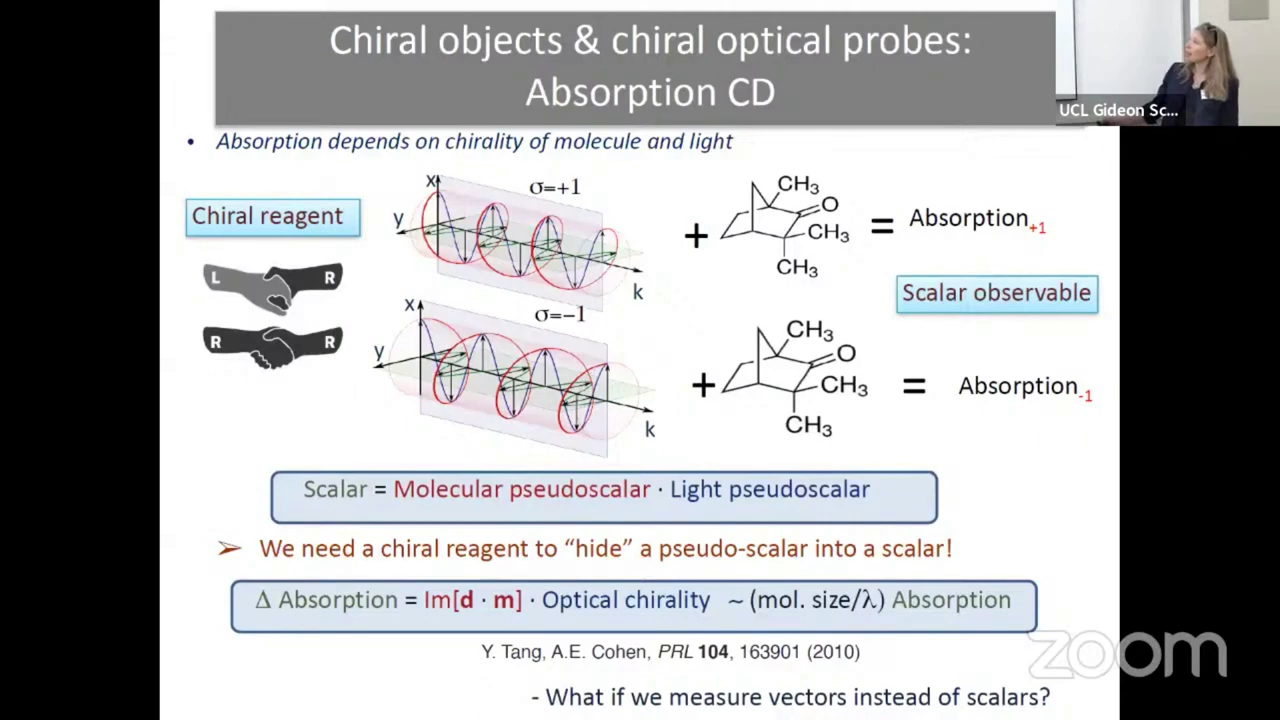 Chiral objects & chiral optical probes:
Absorption CD
UCL Gideon Sc...
• Absorption depends on chirality of molecule and light
Chiral reagent
L R
R R
x
y
σ=+1
k
x
y
σ=−1
k
+
CH₃
O
CH₃
CH₃
= Absorption+1
Scalar observable
+
CH₃
O
CH₃
CH₃
= Absorption-1
Scalar = Molecular pseudoscalar · Light pseudoscalar
➢ We need a chiral reagent to “hide” a pseudo-scalar into a scalar!
Δ Absorption = Im[d · m] · Optical chirality ~ (mol. size/λ) Absorption
Y. Tang, A.E. Cohen, PRL 104, 163901 (2010)
zoom
- What if we measure vectors instead of scalars?